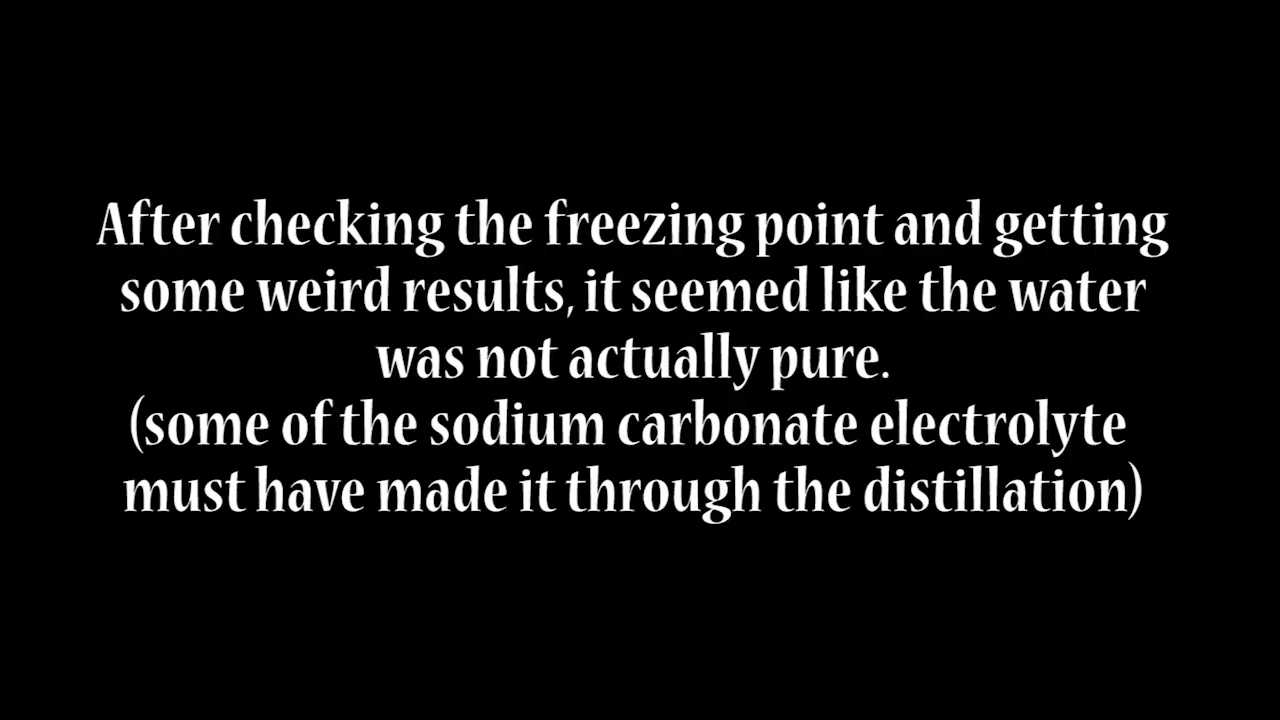 After checking the freezing point and getting
some weird results, it seemed like the water
was not actually pure.
(some of the sodium carbonate electrolyte
must have made it through the distillation)